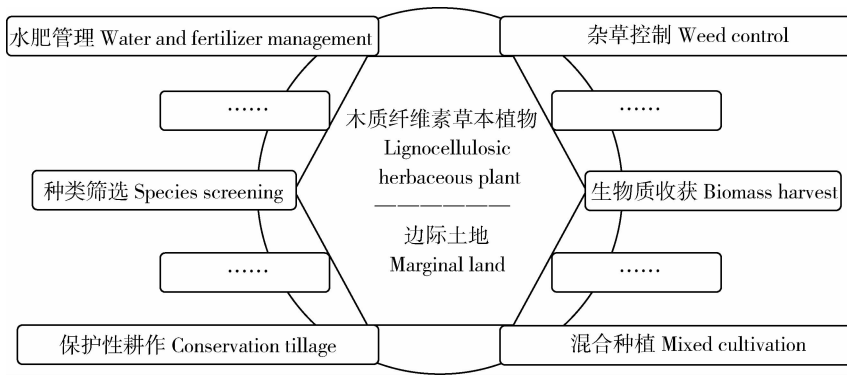 水肥管理 Water and fertilizer management
杂草控制 Weed control
……
……
木质纤维素草本植物
Lignocellulosic
herbaceous plant
——————
种类筛选 Species screening
生物质收获 Biomass harvest
边际土地
Marginal land
……
……
保护性耕作 Conservation tillage
混合种植 Mixed cultivation